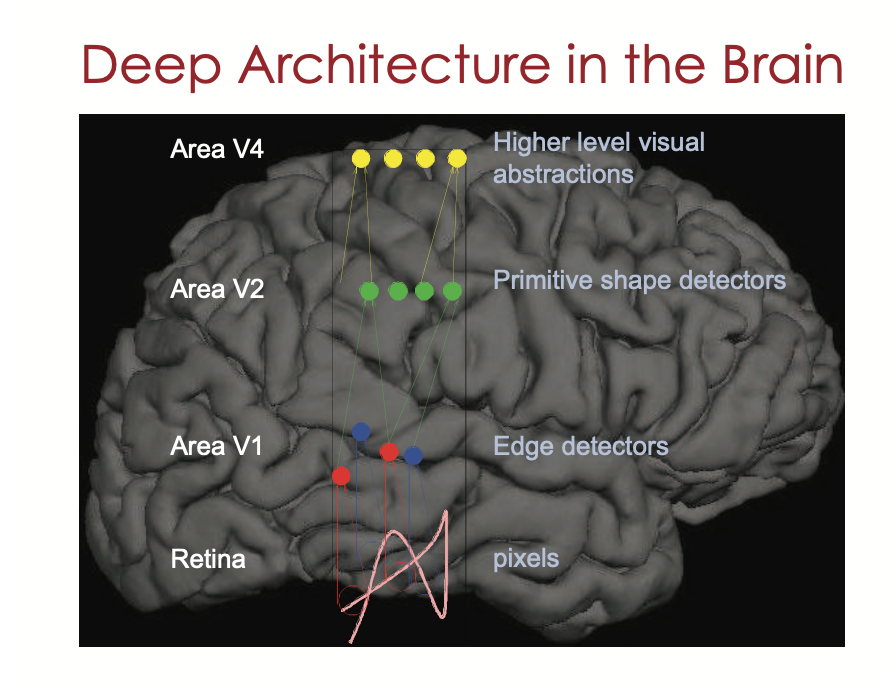 Deep Architecture in the Brain
Area V4
Higher level visual
abstractions
Area V2
Primitive shape detectors
Area V1
Edge detectors
Retina
pixels